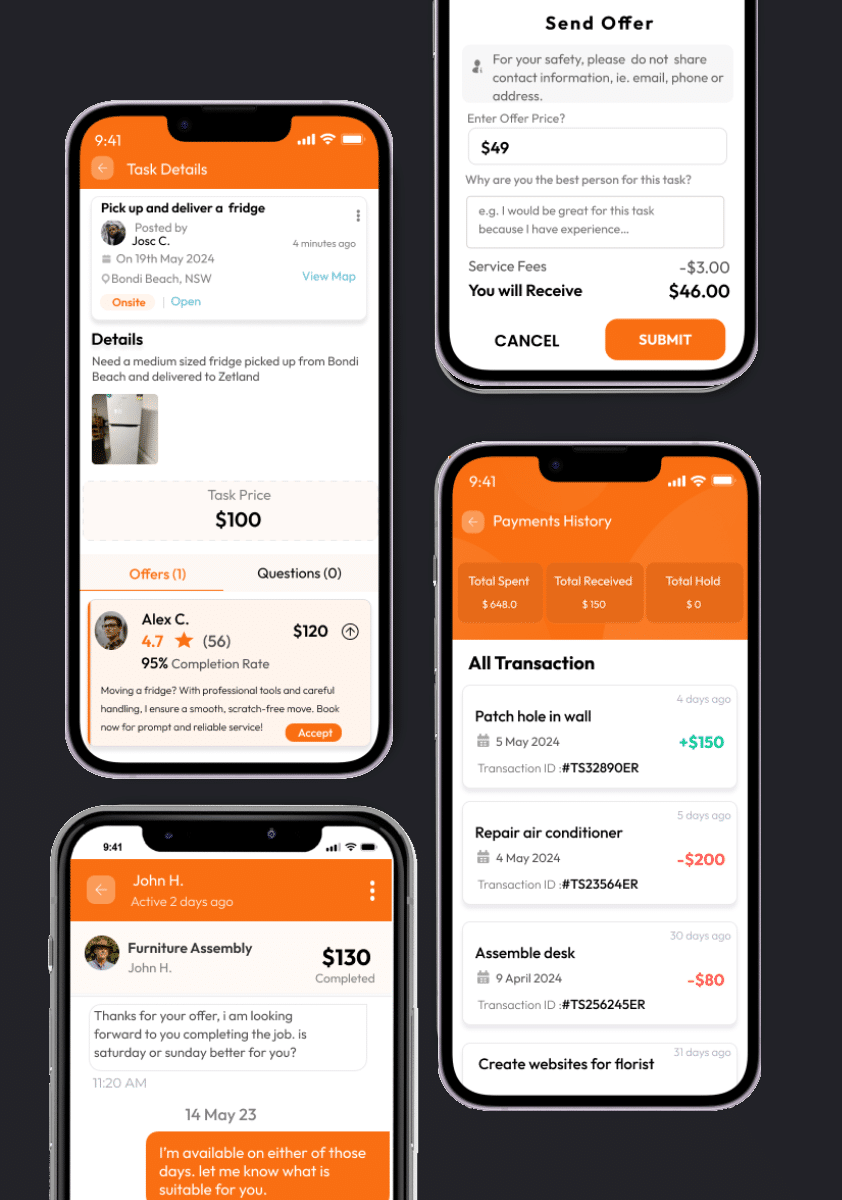 Send Offer
For your safety, please do not share
contact information, ie. email, phone or
address.
Enter Offer Price?
$49
Why are you the best person for this task?
e.g. I would be great for this task
because I have experience...
Service Fees -$3.00
You will Receive $46.00
CANCEL SUBMIT
9:41
Task Details
Pick up and deliver a fridge
Posted by
Josc C. 4 minutes ago
On 19th May 2024
Bondi Beach, NSW View Map
Onsite | Open
Details
Need a medium sized fridge picked up from Bondi
Beach and delivered to Zetland
Task Price
$100
Offers (1) Questions (0)
Alex C.
4.7 (56) $120
95% Completion Rate
Moving a fridge? With professional tools and careful
handling, I ensure a smooth, scratch-free move. Book
now for prompt and reliable service!
Accept
9:41
Payments History
Total Spent Total Received Total Hold
$ 648.0 $ 150 $ 0
All Transaction
4 days ago
Patch hole in wall
5 May 2024 +$150
Transaction ID :#TS32890ER
5 days ago
Repair air conditioner
4 May 2024 -$200
Transaction ID :#TS23564ER
30 days ago
Assemble desk
9 April 2024 -$80
Transaction ID :#TS256245ER
31 days ago
Create websites for florist
9:41
John H.
Active 2 days ago
Furniture Assembly $130
John H. Completed
Thanks for your offer, i am looking
forward to you completing the job. is
saturday or sunday better for you?
11:20 AM
14 May 23
I'm available on either of those
days. let me know what is
suitable for you.